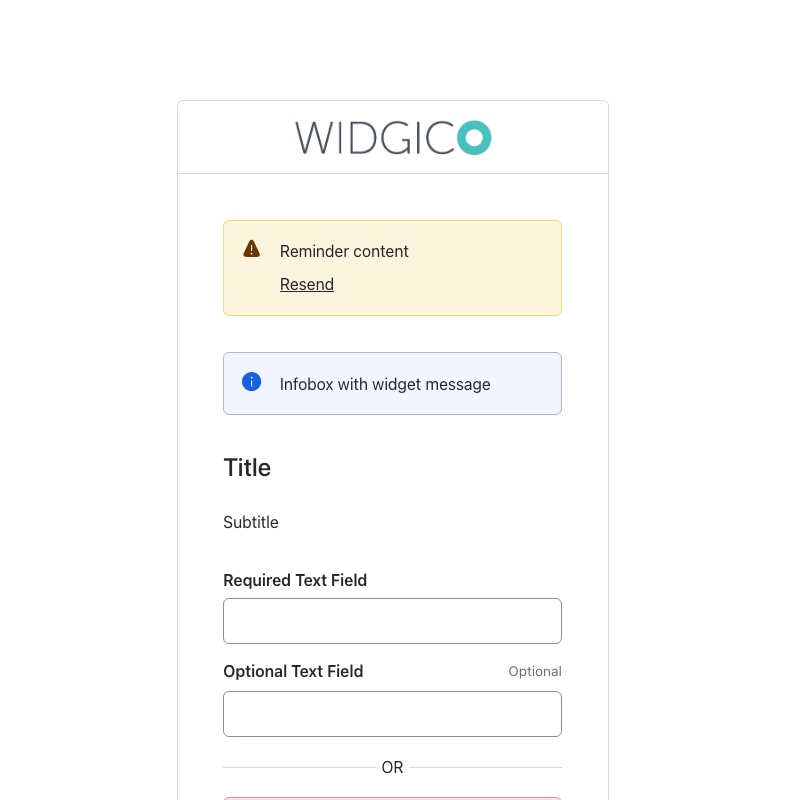 WIDGICO
Reminder content
Resend
Infobox with widget message
Title
Subtitle
Required Text Field
Optional Text Field Optional
OR